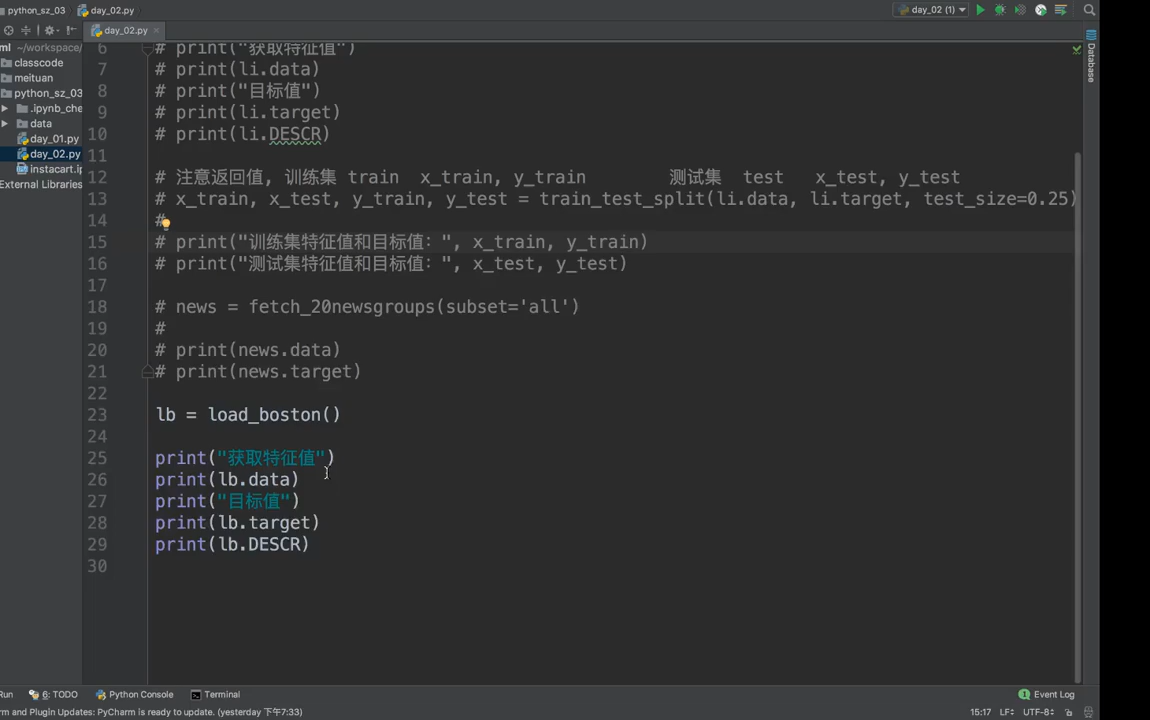 python_sz_03
day_02.py
day_02 (1)
day_02.py
ml ~/workspace/
classcode
meituan
python_sz_03
.ipynb_che
data
day_01.py
day_02.py
instacart.ip
External Libraries
Database
6 # print("获取特征值")
7 # print(li.data)
8 # print("目标值")
9 # print(li.target)
10 # print(li.DESCR)
11
12 # 注意返回值, 训练集 train x_train, y_train 测试集 test x_test, y_test
13 # x_train, x_test, y_train, y_test = train_test_split(li.data, li.target, test_size=0.25)
14 #
15 # print("训练集特征值和目标值: ", x_train, y_train)
16 # print("测试集特征值和目标值: ", x_test, y_test)
17
18 # news = fetch_20newsgroups(subset='all')
19 #
20 # print(news.data)
21 # print(news.target)
22
23 lb = load_boston()
24
25 print("获取特征值")
26 print(lb.data)
27 print("目标值")
28 print(lb.target)
29 print(lb.DESCR)
30
Run 6: TODO Python Console Terminal 1 Event Log
rm and Plugin Updates: PyCharm is ready to update. (yesterday 下午7:33) 15:17 LF÷ UTF-8÷